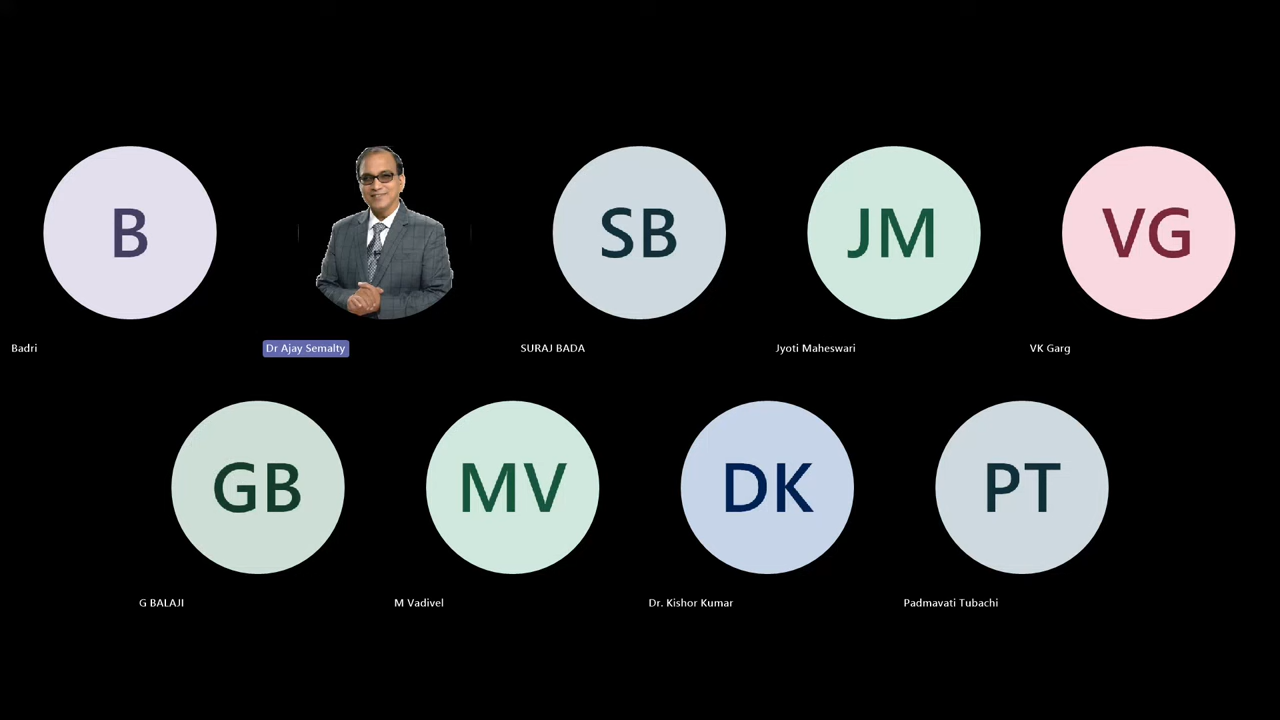 B
SB
JM
VG
Badri
Dr Ajay Semalty
SURAJ BADA
Jyoti Maheswari
VK Garg
GB
MV
DK
PT
G BALAJI
M Vadivel
Dr. Kishor Kumar
Padmavati Tubachi